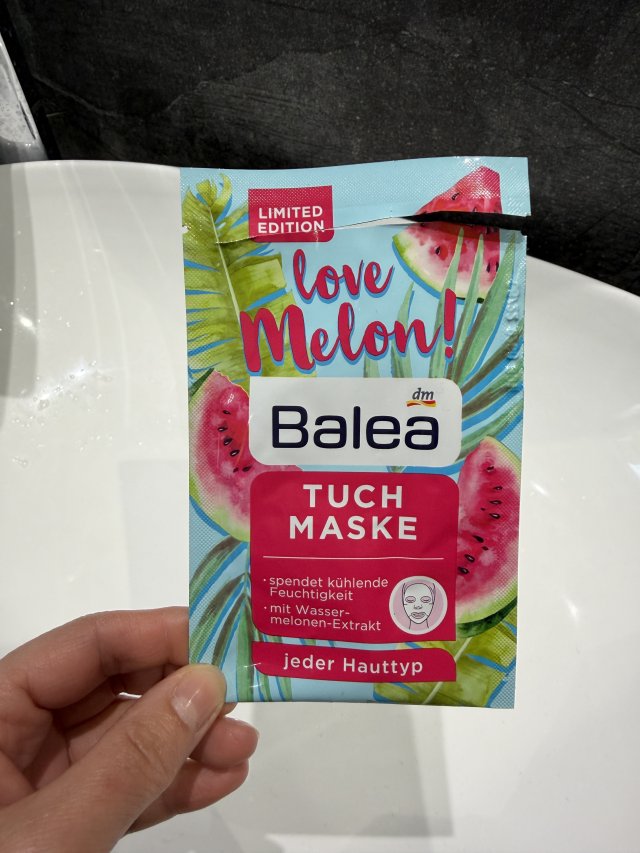 LIMITED
EDITION
love
Melon!
dm
Balea
TUCH
MASKE
· spendet kühlende
Feuchtigkeit
· mit Wasser-
melonen-Extrakt
jeder Hauttyp